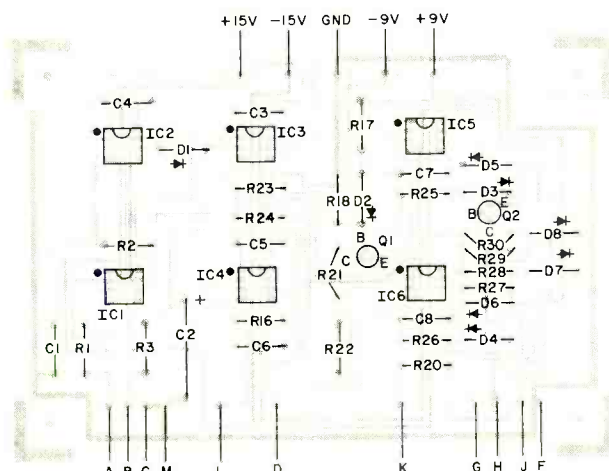 +15V −15V GND −9V +9V
C4 C3
IC2 D1 IC3 R17 IC5
D5
C7
R23 R18 D2 R25 D3
E
B Q2
R24 B C
C5 Q1 D8
R2 C E R30
R29
IC4 R21 R28 D7
IC1 IC6 R27
+ D6
C1 R1 R3 C2 R16 R22 C8
C6 R26 D4
R20
A B C M L D K G H J F